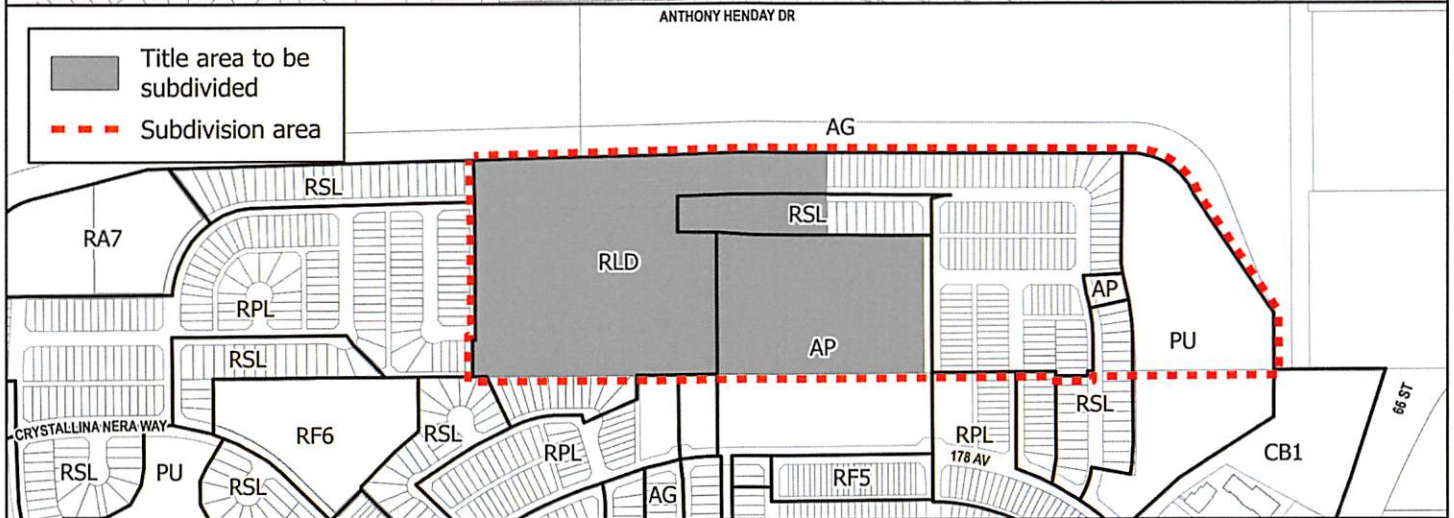 ANTHONY HENDAY DR
Title area to be
subdivided
Subdivision area
AG
RSL
RSL
RA7
RLD
AP
RPL
AP
PU
RSL
RSL
66 ST
CRYSTALLINA NERA WAY
RF6
RSL
RPL
RPL
178 AV
CB1
RSL
PU
RSL
AG
RF5